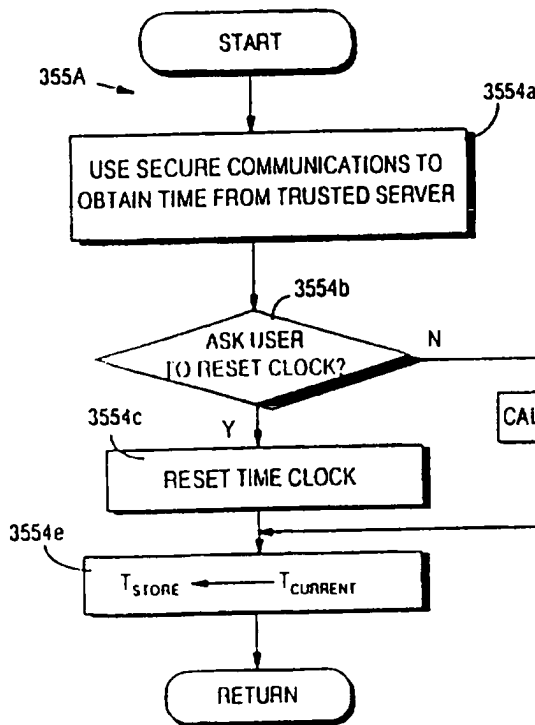 START
355A
3554a
USE SECURE COMMUNICATIONS TO
OBTAIN TIME FROM TRUSTED SERVER
3554b
ASK USER
TO RESET CLOCK?
N
CAL
Y
3554c
RESET TIME CLOCK
3554e
TSTORE ← TCURRENT
RETURN